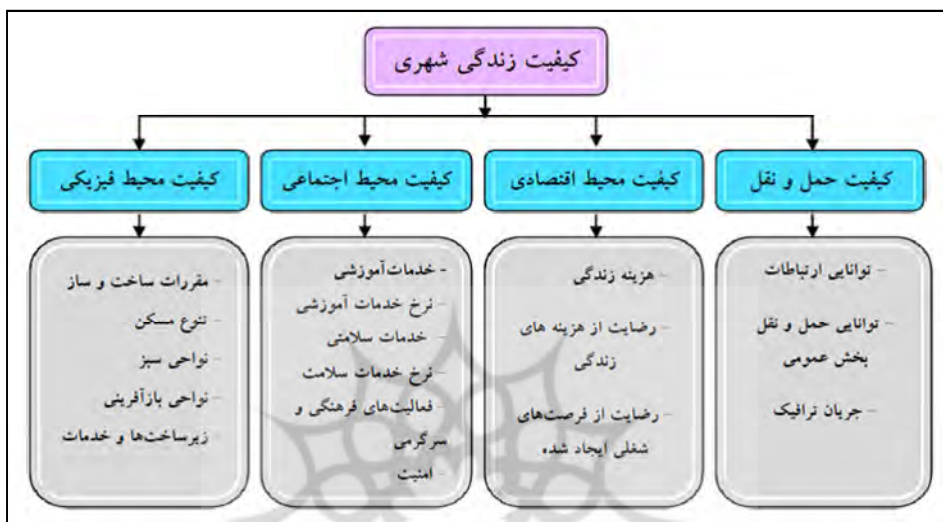 کیفیت زندگی شهری
کیفیت حمل و نقل
- توانایی ارتباطات
- توانایی حمل و نقل
بخش عمومی
- جریان ترافیک
کیفیت محیط اقتصادی
- هزینه زندگی
- رضایت از هزینه های
زندگی
- رضایت از فرصت‌های
شغلی ایجاد شده
کیفیت محیط اجتماعی
- خدمات‌آموزشی
- نرخ خدمات آموزشی
- خدمات سلامتی
- نرخ خدمات سلامت
- فعالیت‌های فرهنگی و
سرگرمی
- امنیت
کیفیت محیط فیزیکی
- مقررات ساخت و ساز
- تنوع مسکن
- نواحی سبز
- نواحی بازآفرینی
- زیرساخت‌ها و خدمات